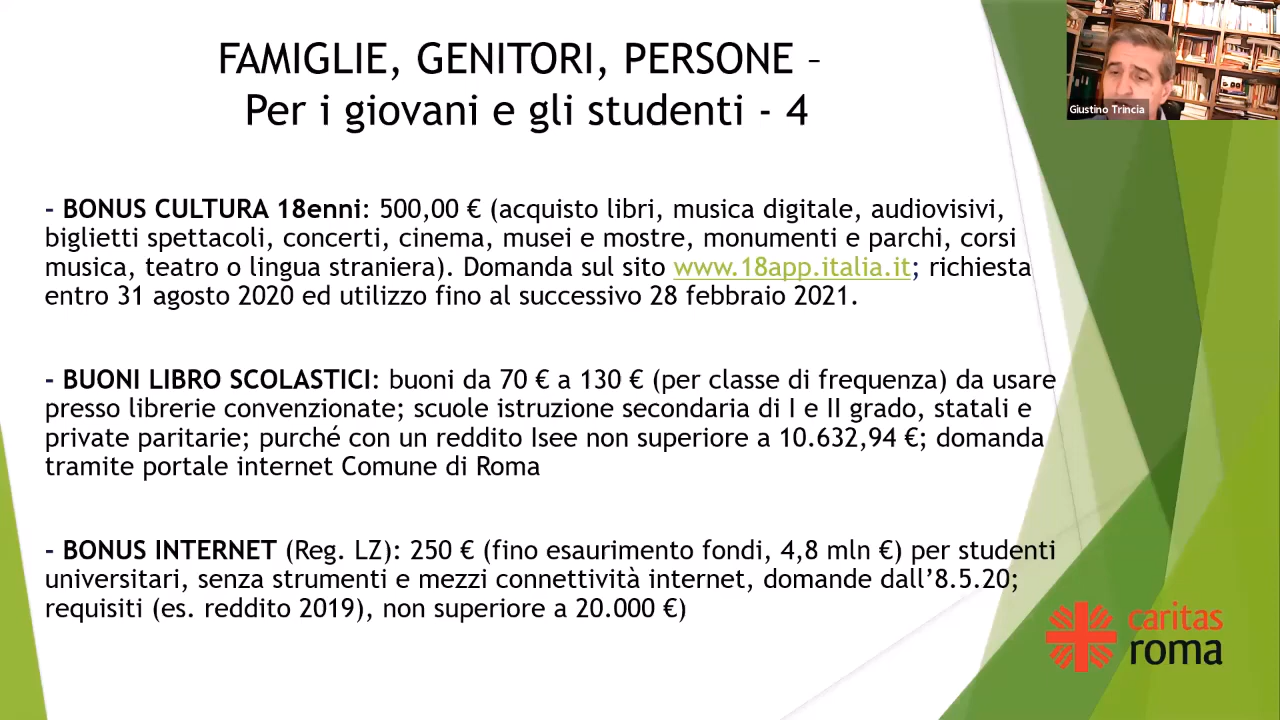 FAMIGLIE, GENITORI, PERSONE –
Per i giovani e gli studenti - 4
Giustino Trincia
- BONUS CULTURA 18enni: 500,00 € (acquisto libri, musica digitale, audiovisivi,
biglietti spettacoli, concerti, cinema, musei e mostre, monumenti e parchi, corsi
musica, teatro o lingua straniera). Domanda sul sito www.18app.italia.it; richiesta
entro 31 agosto 2020 ed utilizzo fino al successivo 28 febbraio 2021.
- BUONI LIBRO SCOLASTICI: buoni da 70 € a 130 € (per classe di frequenza) da usare
presso librerie convenzionate; scuole istruzione secondaria di I e II grado, statali e
private paritarie; purché con un reddito Isee non superiore a 10.632,94 €; domanda
tramite portale internet Comune di Roma
- BONUS INTERNET (Reg. LZ): 250 € (fino esaurimento fondi, 4,8 mln €) per studenti
universitari, senza strumenti e mezzi connettività internet, domande dall’8.5.20;
requisiti (es. reddito 2019), non superiore a 20.000 €)
caritas
roma